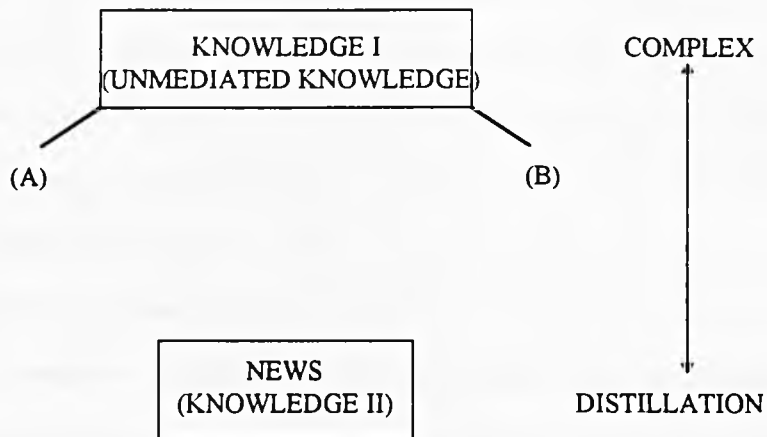 KNOWLEDGE I
(UNMEDIATED KNOWLEDGE)
COMPLEX
(A)
(B)
NEWS
(KNOWLEDGE II)
DISTILLATION